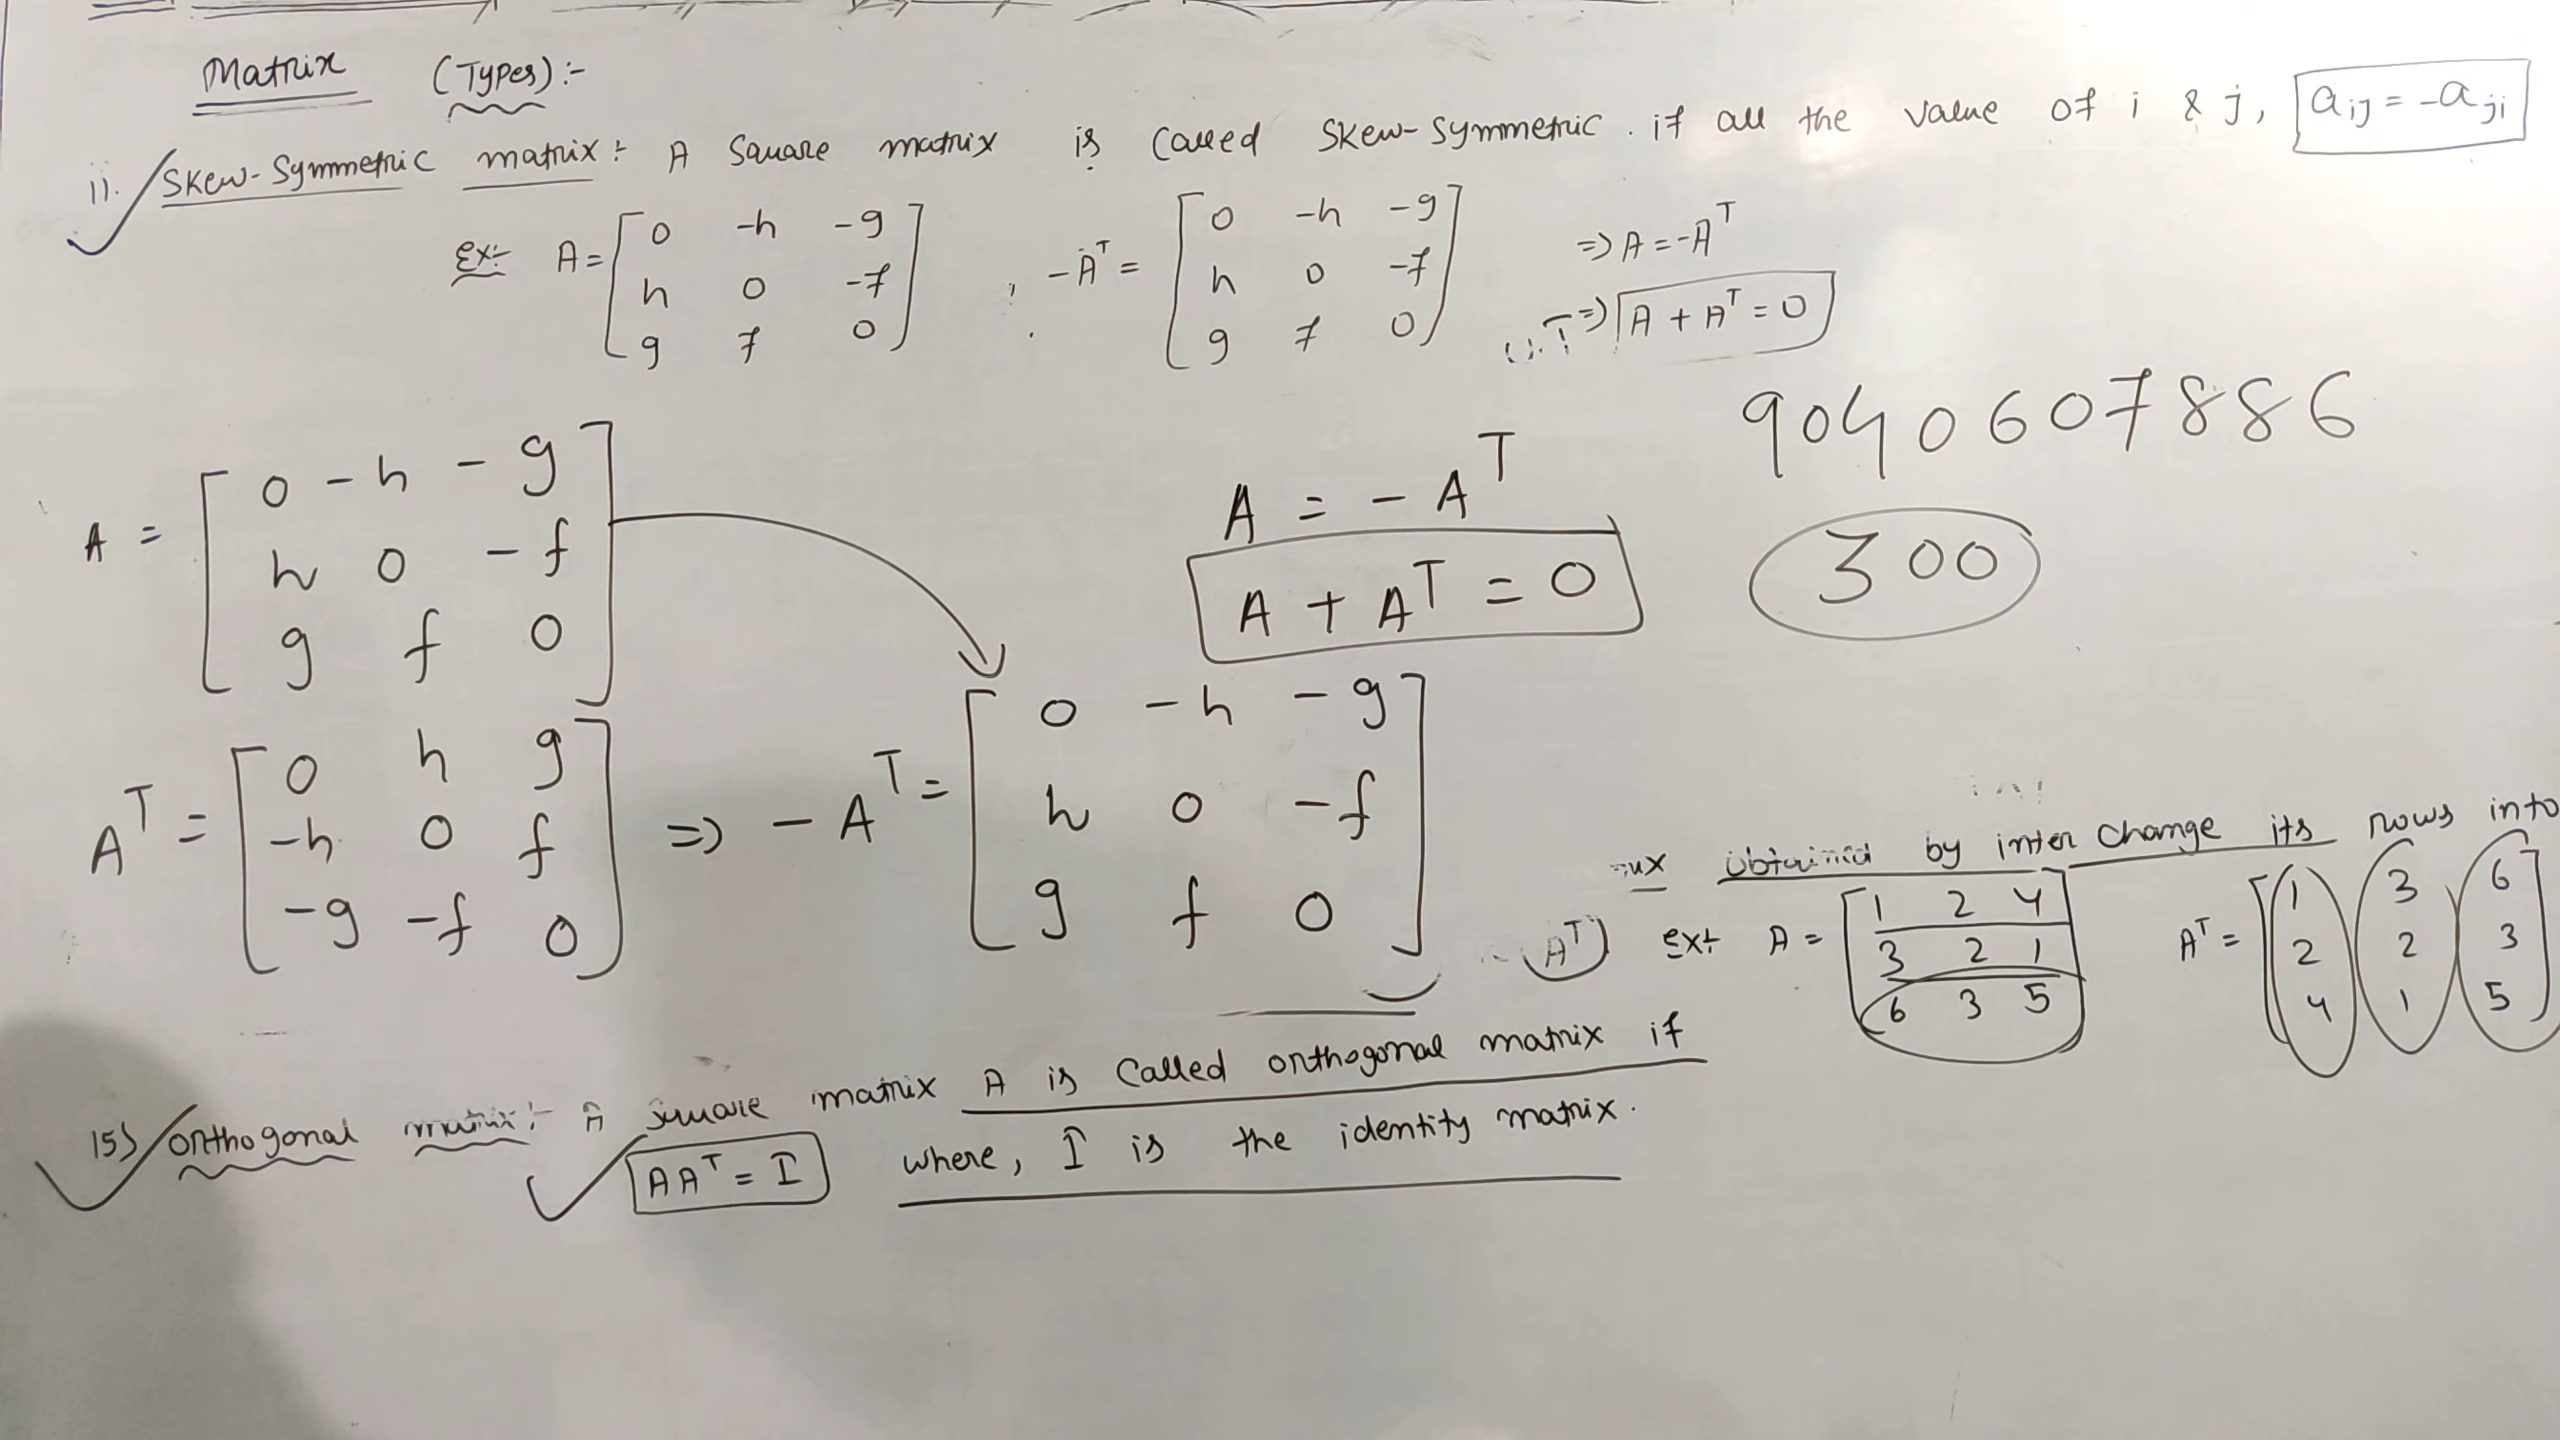 Matrix (Types):-
11. Skew-Symmetric matrix:- A Square matrix is Called Skew-Symmetric. if all the value of i & j, aij = -aji
ex:- A = [0 -h -g
h 0 -f
g f 0] , -A^T = [0 -h -g
h 0 -f
g f 0] => A = -A^T
=> A + A^T = 0
9040607886
300
A = [0 -h -g
h 0 -f
g f 0]
A = -A^T
A + A^T = 0
A^T = [0 h g
-h 0 f
-g -f 0] => -A^T = [0 -h -g
h 0 -f
g f 0]
obtained by inter change its rows into
(A^T) ex:- A = [1 2 4
3 2 1
6 3 5] A^T = [1 3 6
2 2 3
4 1 5]
15) Orthogonal matrix:- A square matrix A is Called orthogonal matrix if
AA^T = I where, I is the identity matrix.